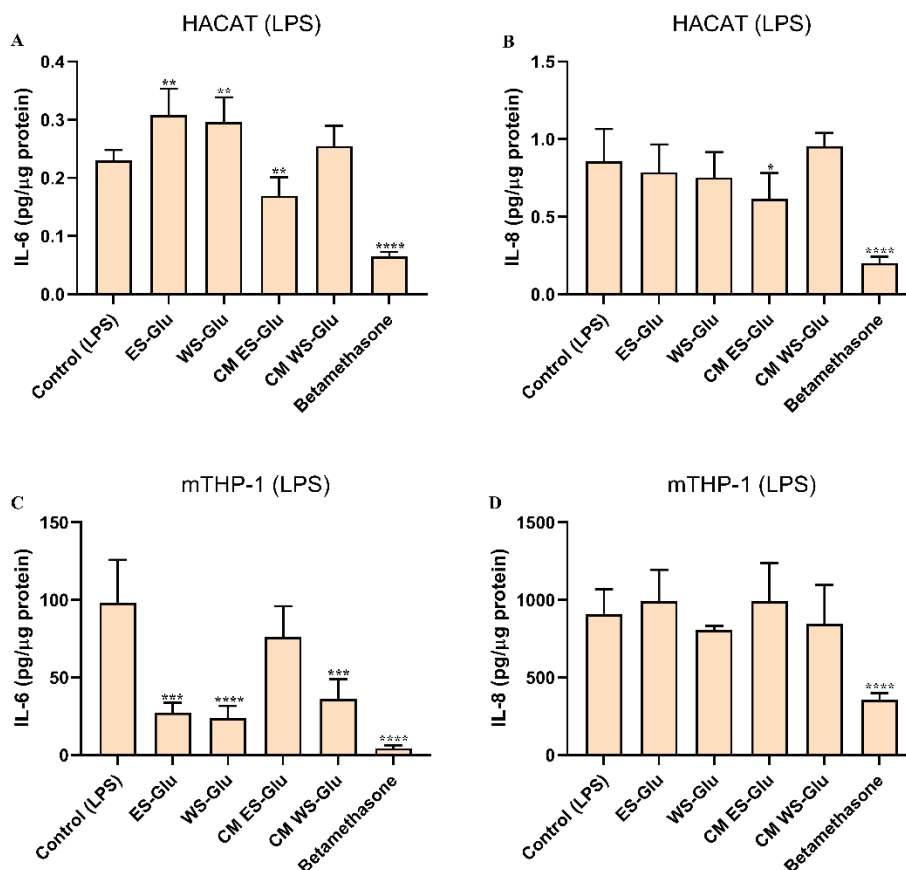 A
HACAT (LPS)
IL-6 (pg/μg protein)
0.4
0.3
0.2
0.1
0.0
**
**
**
****
Control (LPS)
ES-Glu
WS-Glu
CM ES-Glu
CM WS-Glu
Betamethasone
B
HACAT (LPS)
IL-8 (pg/μg protein)
1.5
1.0
0.5
0.0
*
****
Control (LPS)
ES-Glu
WS-Glu
CM ES-Glu
CM WS-Glu
Betamethasone
C
mTHP-1 (LPS)
IL-6 (pg/μg protein)
150
100
50
0
***
****
***
****
Control (LPS)
ES-Glu
WS-Glu
CM ES-Glu
CM WS-Glu
Betamethasone
D
mTHP-1 (LPS)
IL-8 (pg/μg protein)
1500
1000
500
0
****
Control (LPS)
ES-Glu
WS-Glu
CM ES-Glu
CM WS-Glu
Betamethasone